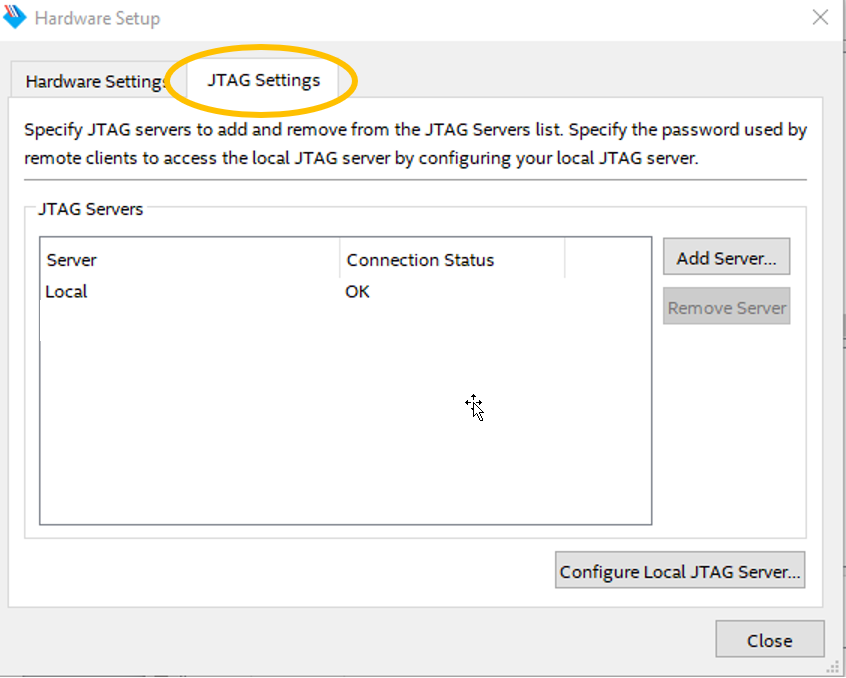 Hardware Setup
Hardware Settings
JTAG Settings
Specify JTAG servers to add and remove from the JTAG Servers list. Specify the password used by
remote clients to access the local JTAG server by configuring your local JTAG server.
JTAG Servers
Server
Connection Status
Local
OK
Add Server...
Remove Server
Configure Local JTAG Server...
Close